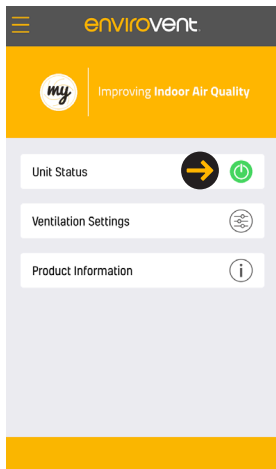 envirovent
my
Improving Indoor Air Quality
Unit Status
Ventilation Settings
Product Information